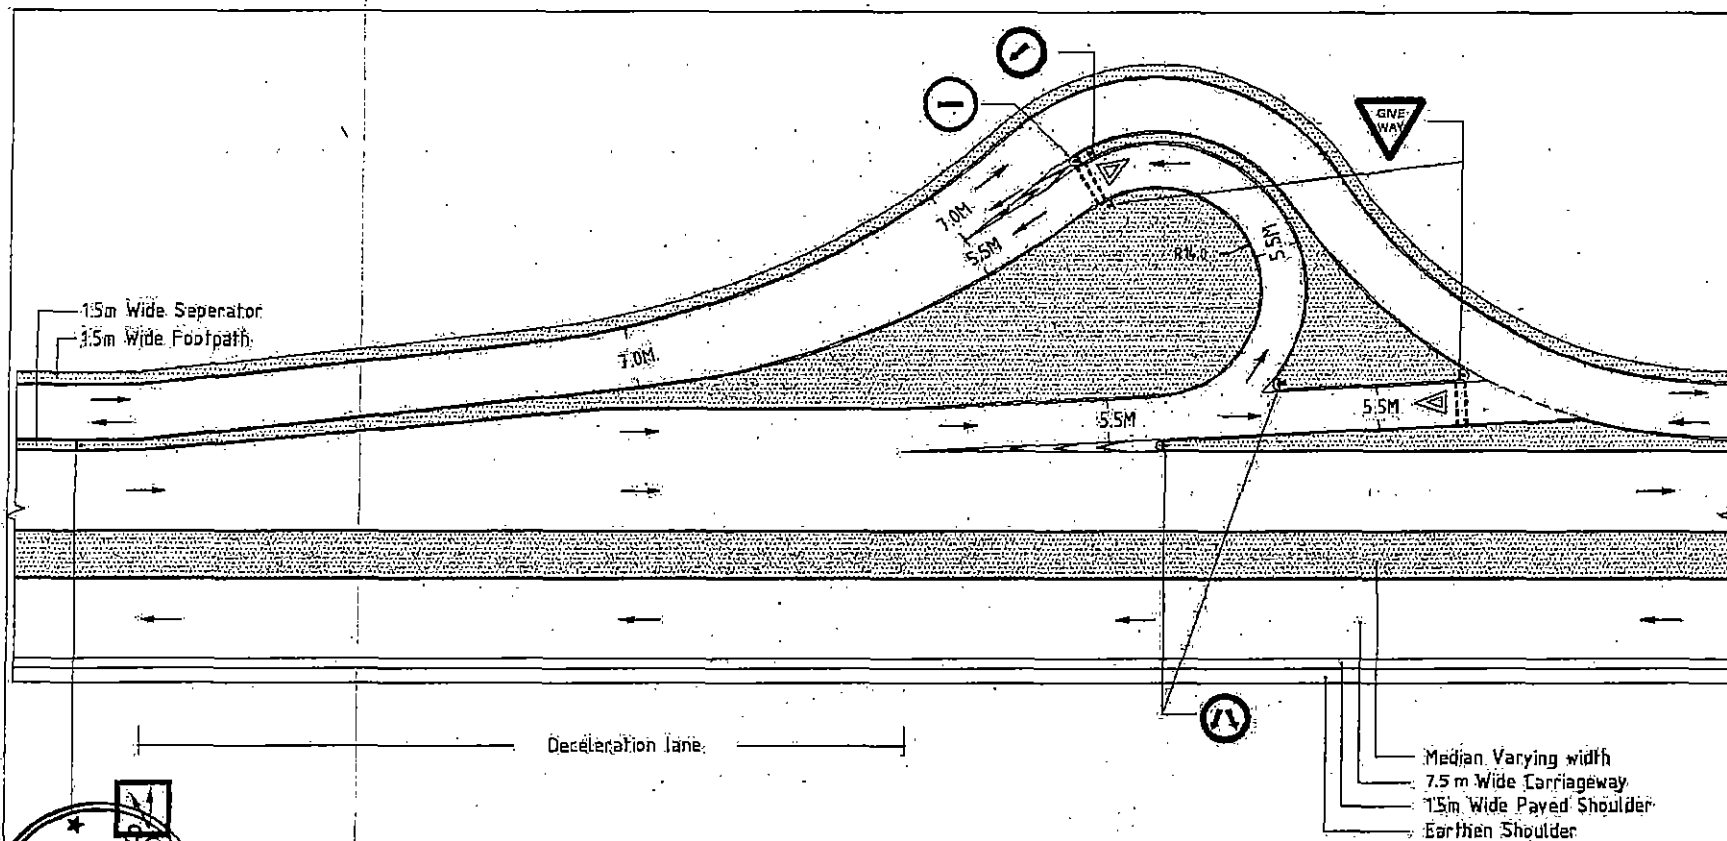 GIVE
WAY
7.0M
5.5M
R14.0
5.5M
1.5m Wide Seperator
1.5m Wide Footpath
7.0M
5.5M
5.5M
Deceleration lane
Median Varying width
7.5 m Wide Carriageway
1.5m Wide Paved Shoulder
Earthen Shoulder